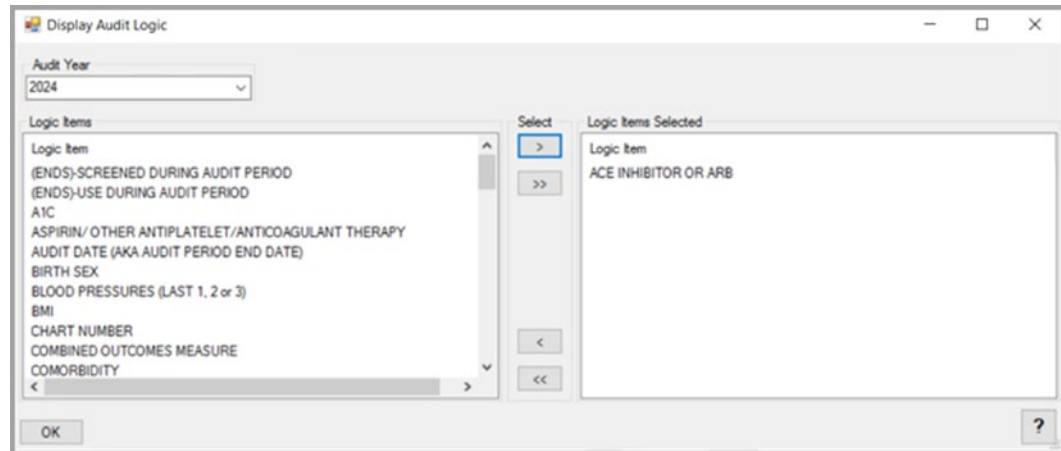 Display Audit Logic
Audit Year
2024
Logic Items
Logic Item
(ENDS)-SCREENED DURING AUDIT PERIOD
(ENDS)-USE DURING AUDIT PERIOD
A1C
ASPIRIN/ OTHER ANTIPLATELET/ANTICOAGULANT THERAPY
AUDIT DATE (AKA AUDIT PERIOD END DATE)
BIRTH SEX
BLOOD PRESSURES (LAST 1, 2 or 3)
BMI
CHART NUMBER
COMBINED OUTCOMES MEASURE
COMORBIDITY
Select
>
>>
<
<<
Logic Items Selected
Logic Item
ACE INHIBITOR OR ARB
OK
?